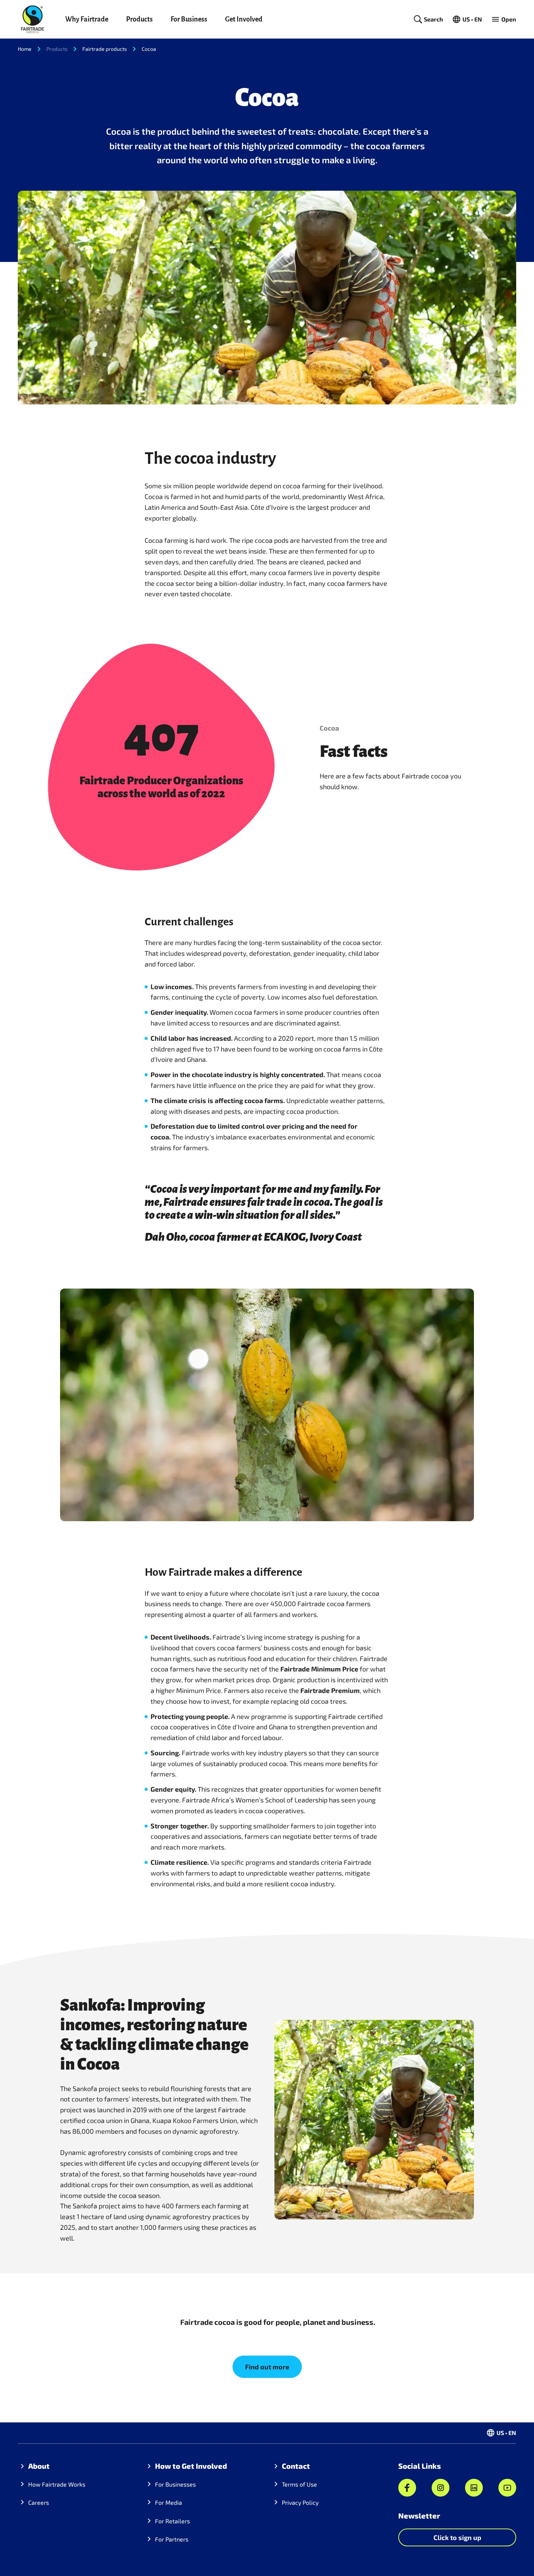 FAIRTRADE
Why Fairtrade
Products
For Business
Get Involved
Search
US • EN
Open
Home
Products
Fairtrade products
Cocoa
Cocoa
Cocoa is the product behind the sweetest of treats: chocolate. Except there’s a
bitter reality at the heart of this highly prized commodity – the cocoa farmers
around the world who often struggle to make a living.
The cocoa industry
Some six million people worldwide depend on cocoa farming for their livelihood.
Cocoa is farmed in hot and humid parts of the world, predominantly West Africa,
Latin America and South-East Asia. Côte d’Ivoire is the largest producer and
exporter globally.
Cocoa farming is hard work. The ripe cocoa pods are harvested from the tree and
split open to reveal the wet beans inside. These are then fermented for up to
seven days, and then carefully dried. The beans are cleaned, packed and
transported. Despite all this effort, many cocoa farmers live in poverty despite
the cocoa sector being a billion-dollar industry. In fact, many cocoa farmers have
never even tasted chocolate.
407
Fairtrade Producer Organizations
across the world as of 2022
Cocoa
Fast facts
Here are a few facts about Fairtrade cocoa you
should know.
Current challenges
There are many hurdles facing the long-term sustainability of the cocoa sector.
That includes widespread poverty, deforestation, gender inequality, child labor
and forced labor.
Low incomes. This prevents farmers from investing in and developing their
farms, continuing the cycle of poverty. Low incomes also fuel deforestation.
Gender inequality. Women cocoa farmers in some producer countries often
have limited access to resources and are discriminated against.
Child labor has increased. According to a 2020 report, more than 1.5 million
children aged five to 17 have been found to be working on cocoa farms in Côte
d’Ivoire and Ghana.
Power in the chocolate industry is highly concentrated. That means cocoa
farmers have little influence on the price they are paid for what they grow.
The climate crisis is affecting cocoa farms. Unpredictable weather patterns,
along with diseases and pests, are impacting cocoa production.
Deforestation due to limited control over pricing and the need for
cocoa. The industry’s imbalance exacerbates environmental and economic
strains for farmers.
“Cocoa is very important for me and my family. For
me, Fairtrade ensures fair trade in cocoa. The goal is
to create a win-win situation for all sides.”
Dah Oho, cocoa farmer at ECAKOG, Ivory Coast
How Fairtrade makes a difference
If we want to enjoy a future where chocolate isn’t just a rare luxury, the cocoa
business needs to change. There are over 450,000 Fairtrade cocoa farmers
representing almost a quarter of all farmers and workers.
Decent livelihoods. Fairtrade’s living income strategy is pushing for a
livelihood that covers cocoa farmers’ business costs and enough for basic
human rights, such as nutritious food and education for their children. Fairtrade
cocoa farmers have the security net of the Fairtrade Minimum Price for what
they grow, for when market prices drop. Organic production is incentivized with
a higher Minimum Price. Farmers also receive the Fairtrade Premium, which
they choose how to invest, for example replacing old cocoa trees.
Protecting young people. A new programme is supporting Fairtrade certified
cocoa cooperatives in Côte d’Ivoire and Ghana to strengthen prevention and
remediation of child labor and forced labour.
Sourcing. Fairtrade works with key industry players so that they can source
large volumes of sustainably produced cocoa. This means more benefits for
farmers.
Gender equity. This recognizes that greater opportunities for women benefit
everyone. Fairtrade Africa’s Women’s School of Leadership has seen young
women promoted as leaders in cocoa cooperatives.
Stronger together. By supporting smallholder farmers to join together into
cooperatives and associations, farmers can negotiate better terms of trade
and reach more markets.
Climate resilience. Via specific programs and standards criteria Fairtrade
works with farmers to adapt to unpredictable weather patterns, mitigate
environmental risks, and build a more resilient cocoa industry.
Sankofa: Improving
incomes, restoring nature
& tackling climate change
in Cocoa
The Sankofa project seeks to rebuild flourishing forests that are
not counter to farmers’ interests, but integrated with them. The
project was launched in 2019 with one of the largest Fairtrade
certified cocoa union in Ghana, Kuapa Kokoo Farmers Union, which
has 86,000 members and focuses on dynamic agroforestry.
Dynamic agroforestry consists of combining crops and tree
species with different life cycles and occupying different levels (or
strata) of the forest, so that farming households have year-round
additional crops for their own consumption, as well as additional
income outside the cocoa season.
The Sankofa project aims to have 400 farmers each farming at
least 1 hectare of land using dynamic agroforestry practices by
2025, and to start another 1,000 farmers using these practices as
well.
Fairtrade cocoa is good for people, planet and business.
Find out more
US • EN
About
How Fairtrade Works
Careers
How to Get Involved
For Businesses
For Media
For Retailers
For Partners
Contact
Terms of Use
Privacy Policy
Social Links
Newsletter
Click to sign up